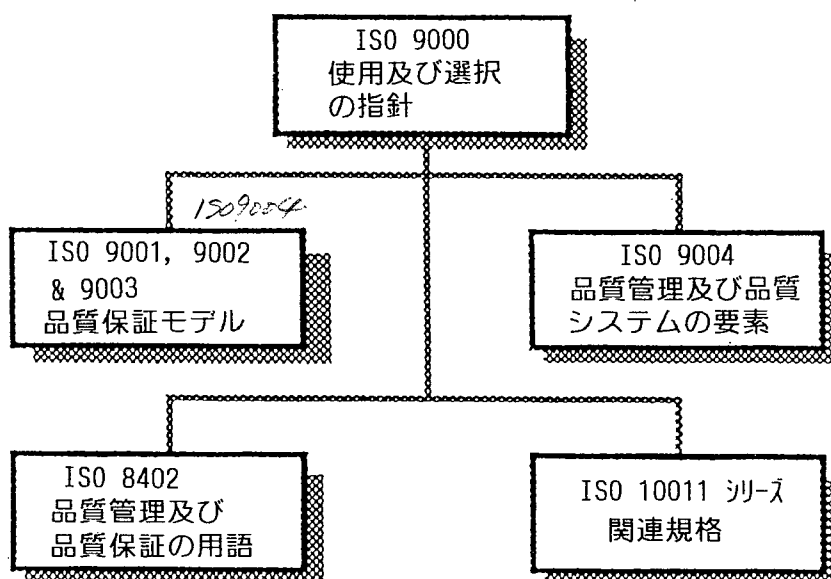 ISO 9000
使用及び選択
の指針
ISO9004
ISO 9001, 9002
& 9003
品質保証モデル
ISO 9004
品質管理及び品質
システムの要素
ISO 8402
品質管理及び
品質保証の用語
ISO 10011 シリーズ
関連規格